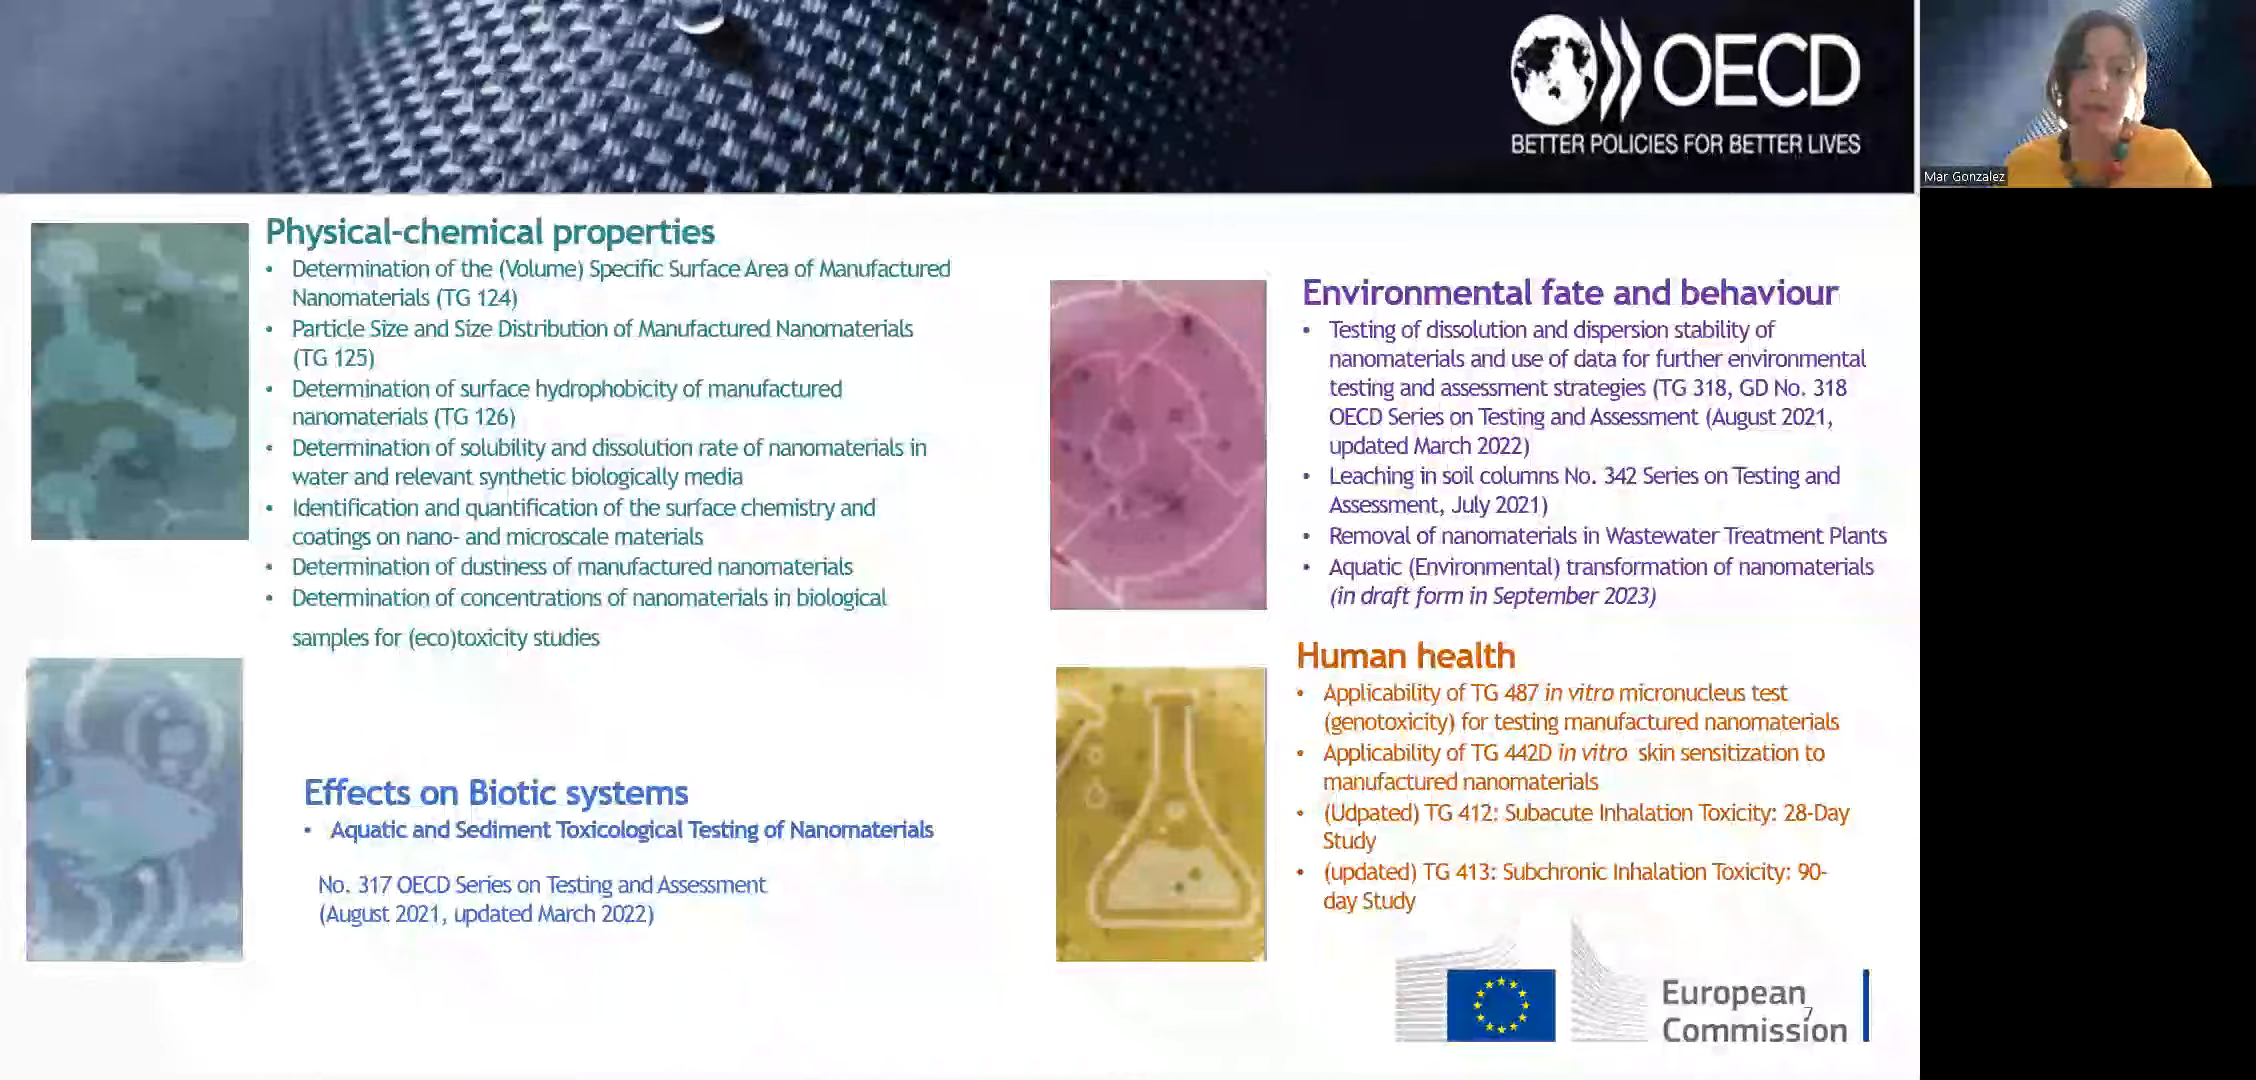 OECD
BETTER POLICIES FOR BETTER LIVES
Mar Gonzalez
Physical-chemical properties
• Determination of the (Volume) Specific Surface Area of Manufactured
Nanomaterials (TG 124)
• Particle Size and Size Distribution of Manufactured Nanomaterials
(TG 125)
• Determination of surface hydrophobicity of manufactured
nanomaterials (TG 126)
• Determination of solubility and dissolution rate of nanomaterials in
water and relevant synthetic biologically media
• Identification and quantification of the surface chemistry and
coatings on nano- and microscale materials
• Determination of dustiness of manufactured nanomaterials
• Determination of concentrations of nanomaterials in biological
samples for (eco)toxicity studies
Effects on Biotic systems
• Aquatic and Sediment Toxicological Testing of Nanomaterials
No. 317 OECD Series on Testing and Assessment
(August 2021, updated March 2022)
Environmental fate and behaviour
• Testing of dissolution and dispersion stability of
nanomaterials and use of data for further environmental
testing and assessment strategies (TG 318, GD No. 318
OECD Series on Testing and Assessment (August 2021,
updated March 2022)
• Leaching in soil columns No. 342 Series on Testing and
Assessment, July 2021)
• Removal of nanomaterials in Wastewater Treatment Plants
• Aquatic (Environmental) transformation of nanomaterials
(in draft form in September 2023)
Human health
• Applicability of TG 487 in vitro micronucleus test
(genotoxicity) for testing manufactured nanomaterials
• Applicability of TG 442D in vitro skin sensitization to
manufactured nanomaterials
• (Udpated) TG 412: Subacute Inhalation Toxicity: 28-Day
Study
• (updated) TG 413: Subchronic Inhalation Toxicity: 90-
day Study
European
Commission
7